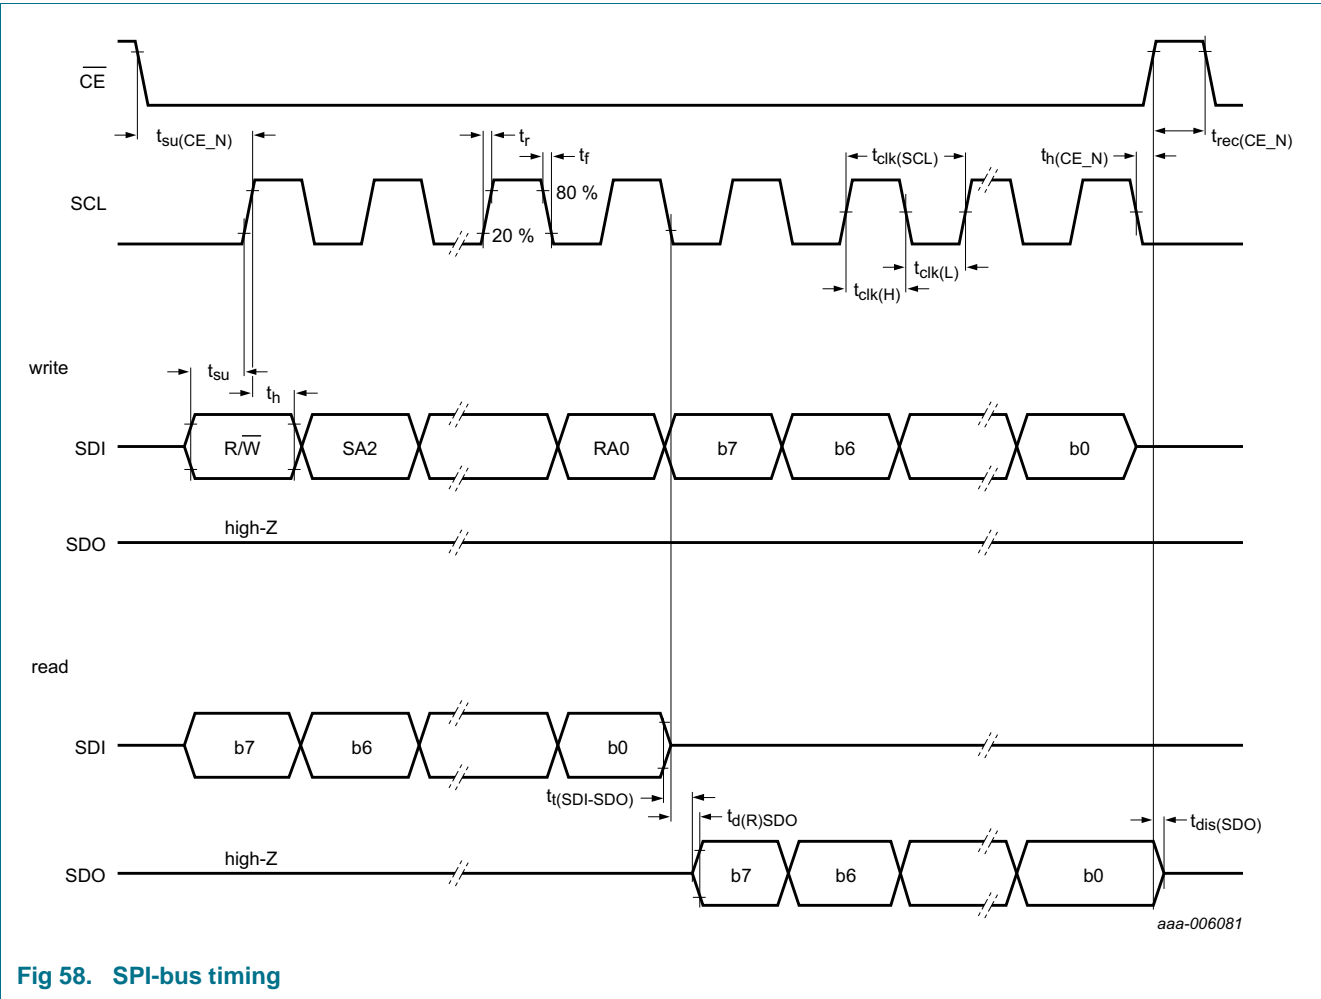 CE
tsu(CE_N)
tr
tf
tclk(SCL)
th(CE_N)
trec(CE_N)
SCL
80 %
20 %
tclk(L)
tclk(H)
write
tsu
th
SDI
R/W
SA2
RA0
b7
b6
b0
high-Z
SDO
read
SDI
b7
b6
b0
tt(SDI-SDO)
td(R)SDO
tdis(SDO)
high-Z
SDO
b7
b6
b0
aaa-006081
Fig 58. SPI-bus timing